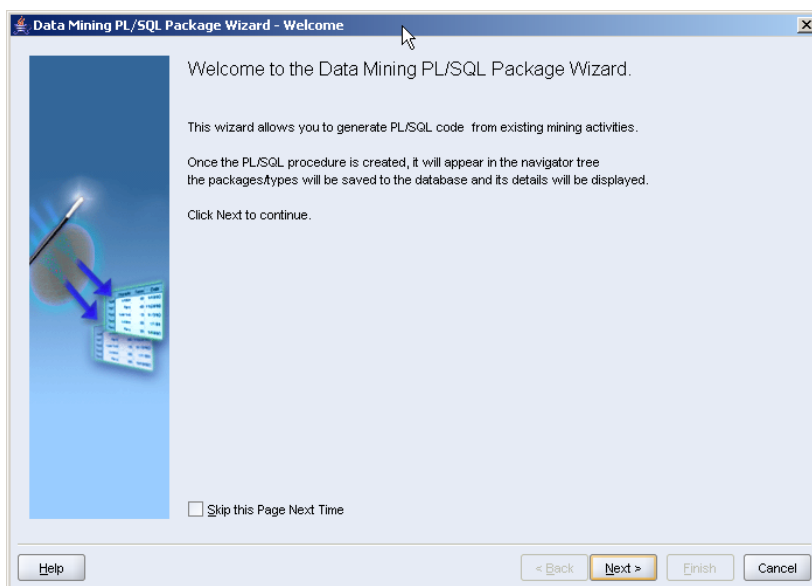 Data Mining PL/SQL Package Wizard - Welcome
Welcome to the Data Mining PL/SQL Package Wizard.
This wizard allows you to generate PL/SQL code from existing mining activities.
Once the PL/SQL procedure is created, it will appear in the navigator tree
the packages/types will be saved to the database and its details will be displayed.
Click Next to continue.
Skip this Page Next Time
Help
< Back
Next >
Finish
Cancel